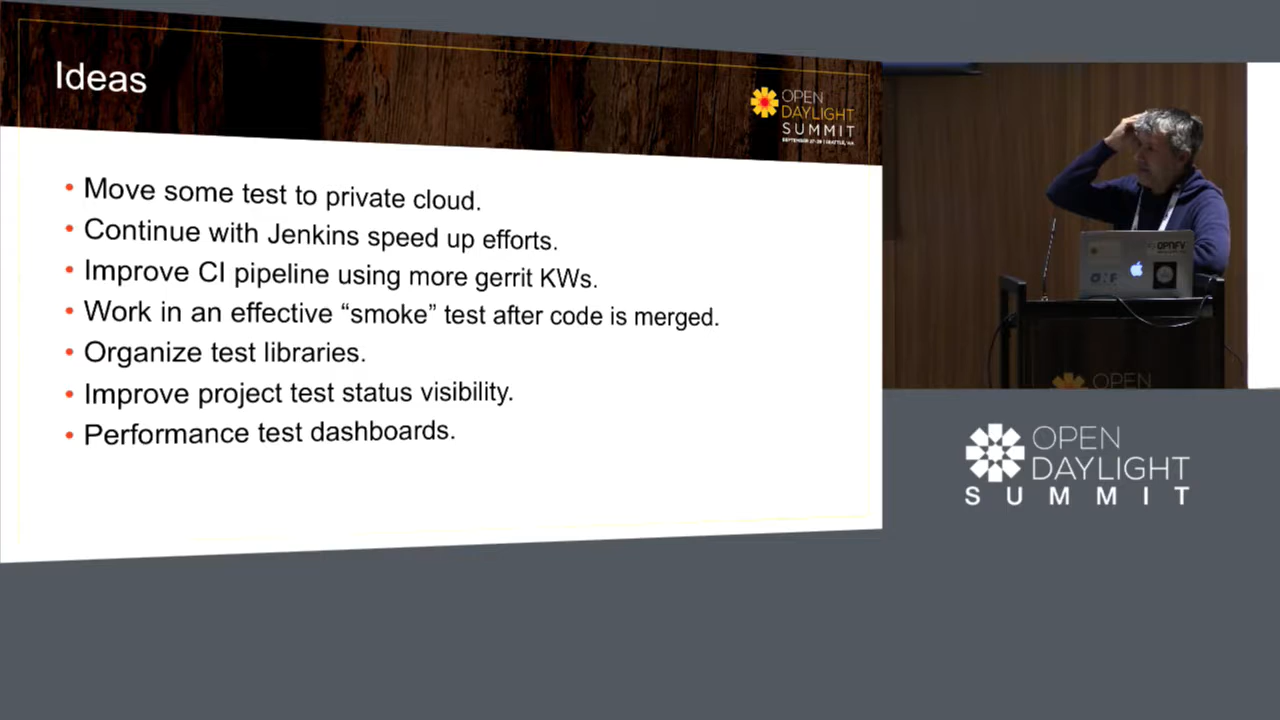 Ideas
OPEN
DAYLIGHT
SUMMIT
• Move some test to private cloud.
• Continue with Jenkins speed up efforts.
• Improve CI pipeline using more gerrit KWs.
• Work in an effective “smoke” test after code is merged.
• Organize test libraries.
• Improve project test status visibility.
• Performance test dashboards.
OPNFV
OPEN
OPEN
DAYLIGHT
SUMMIT